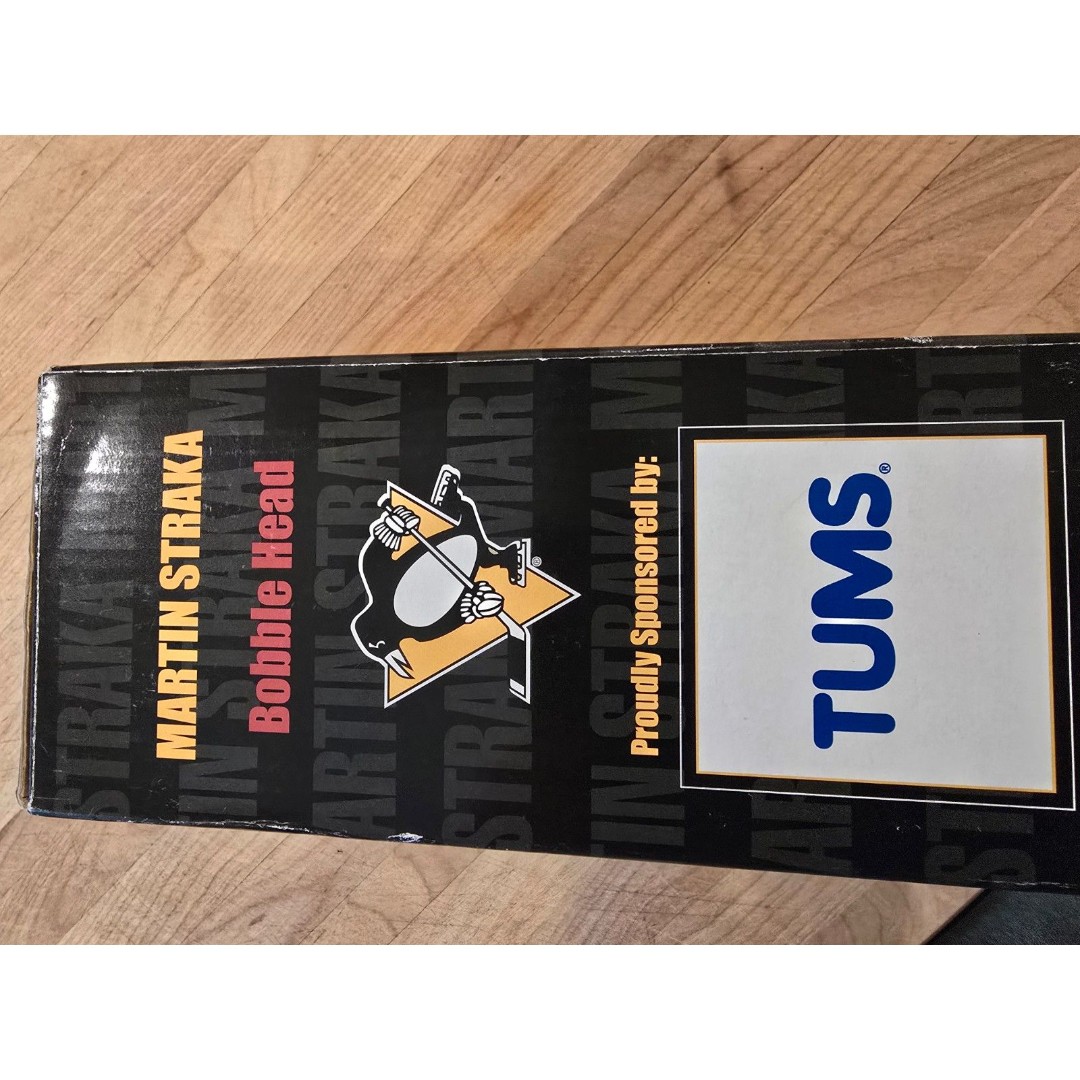 MARTIN STRAKA
Bobble Head
®
Proudly Sponsored by:
TUMS®